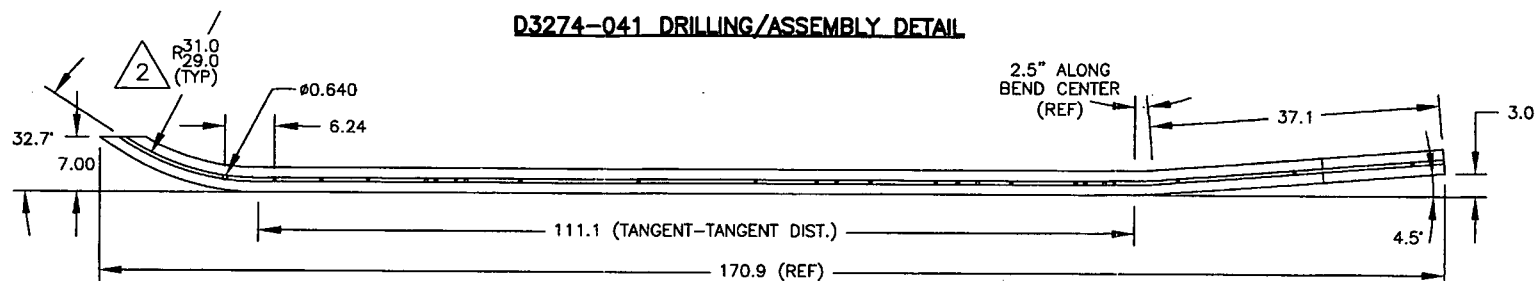 D3274-041 DRILLING/ASSEMBLY DETAIL
2
R31.0
29.0
(TYP)
ø0.640
2.5" ALONG
BEND CENTER
(REF)
37.1
3.0
32.7°
7.00
6.24
111.1 (TANGENT-TANGENT DIST.)
4.5°
170.9 (REF)